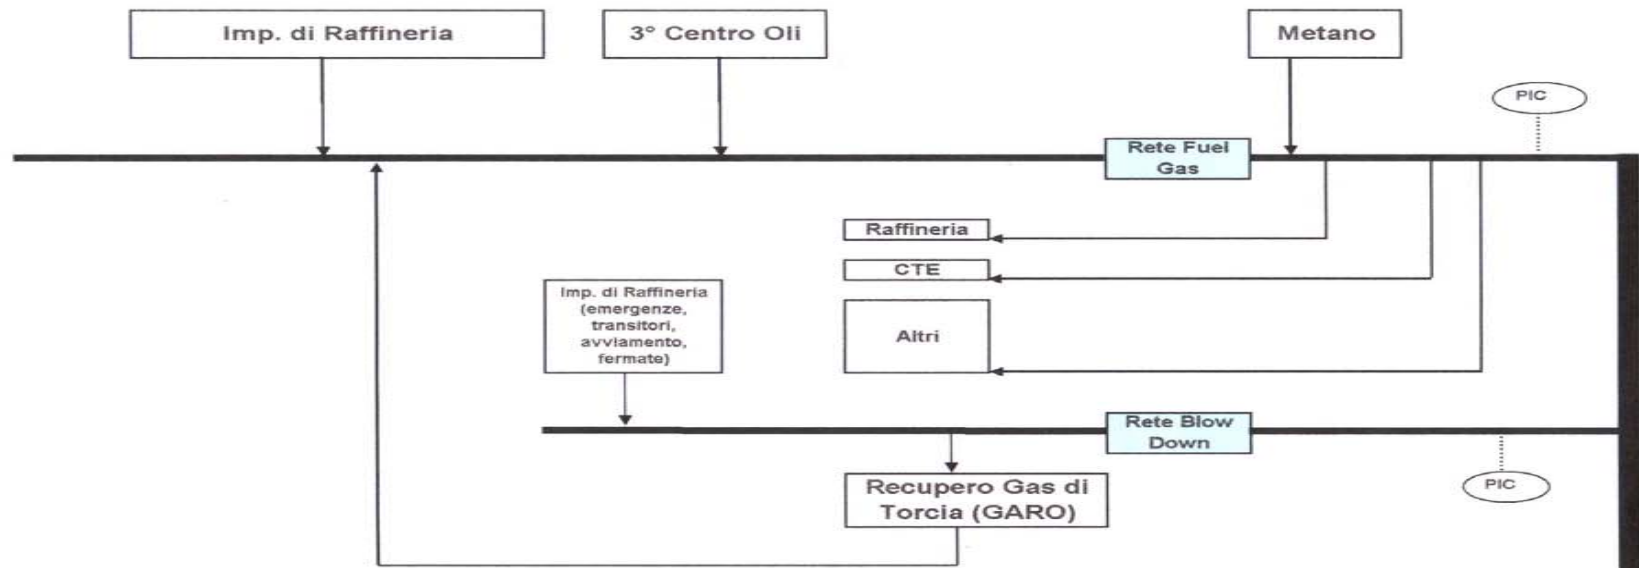 Imp. di Raffineria
3° Centro Oli
Metano
PIC
Rete Fuel
Gas
Raffineria
CTE
Imp. di Raffineria
(emergenze,
transitori,
avviamento,
fermate)
Altri
Rete Blow
Down
Recupero Gas di
Torcia (GARO)
PIC